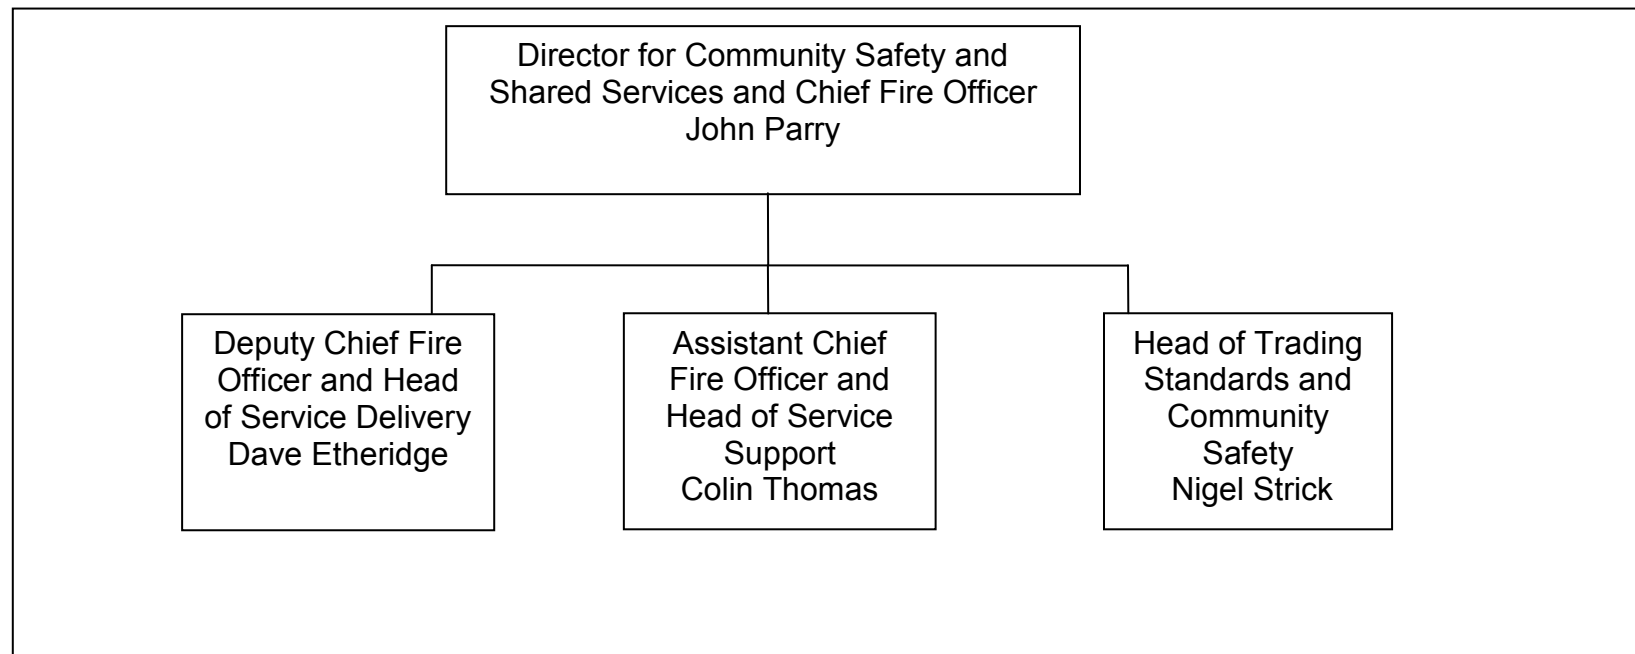 Director for Community Safety and
Shared Services and Chief Fire Officer
John Parry
Deputy Chief Fire
Officer and Head
of Service Delivery
Dave Etheridge
Assistant Chief
Fire Officer and
Head of Service
Support
Colin Thomas
Head of Trading
Standards and
Community
Safety
Nigel Strick